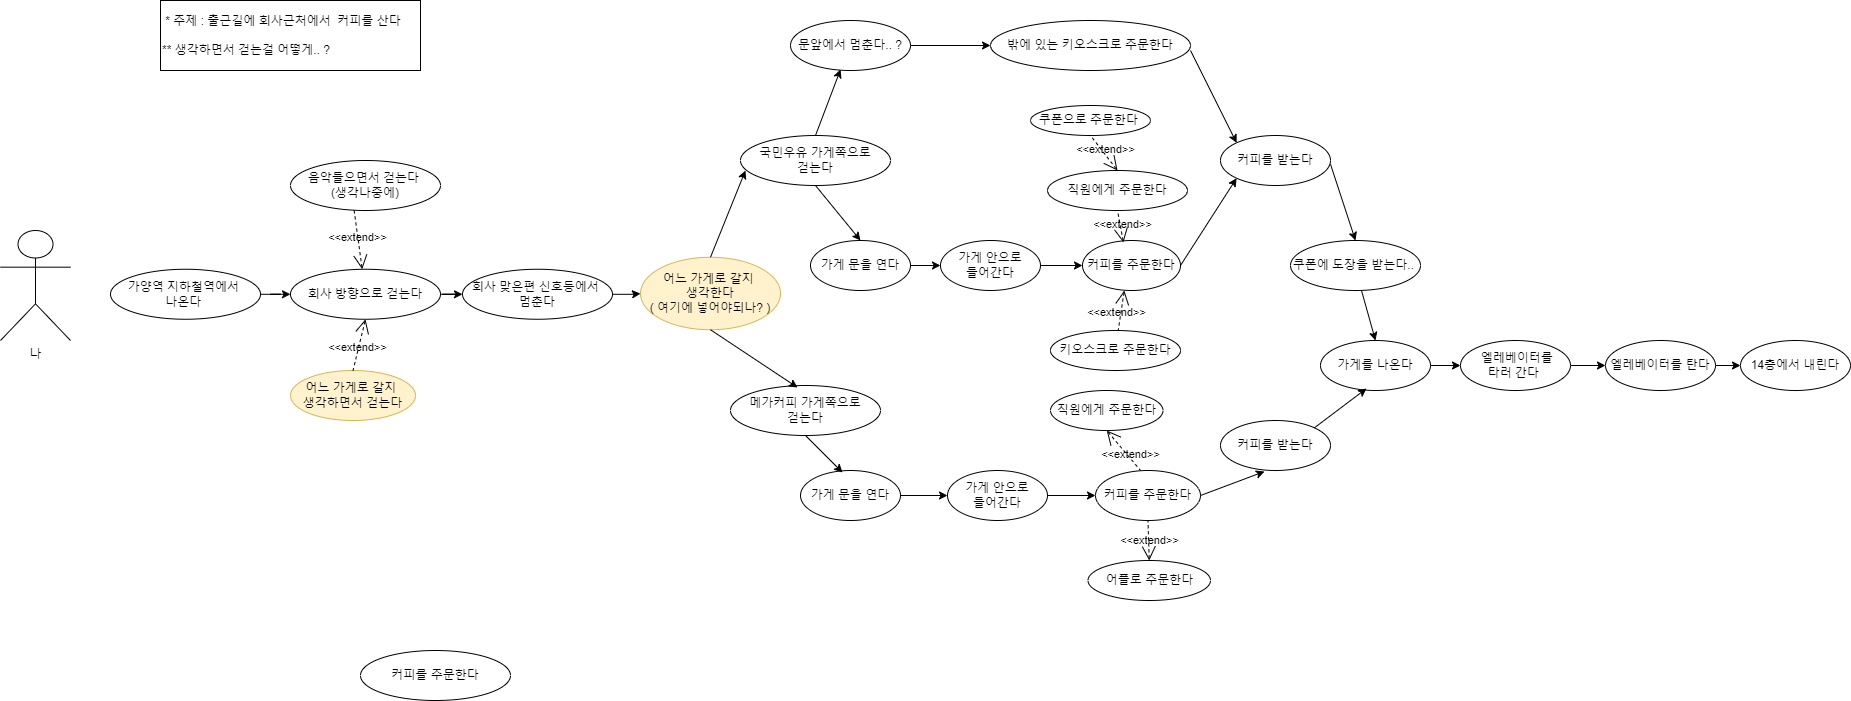 * 주제 : 출근길에 회사근처에서 커피를 산다
** 생각하면서 걷는걸 어떻게.. ?
문앞에서 멈춘다.. ?
밖에 있는 키오스크로 주문한다
쿠폰으로 주문한다
<<extend>>
국민우유 가게쪽으로
걷는다
커피를 받는다
음악들으면서 걷는다
(생각나중에)
직원에게 주문한다
<<extend>>
<<extend>>
가게 문을 연다
가게 안으로
들어간다
커피를 주문한다
쿠폰에 도장을 받는다..
가양역 지하철역에서
나온다
회사 방향으로 걷는다
회사 맞은편 신호등에서
멈춘다
어느 가게로 갈지
생각한다
( 여기에 넣어야되나? )
<<extend>>
나
<<extend>>
키오스크로 주문한다
가게를 나온다
엘레베이터를
타러 간다
엘레베이터를 탄다
14층에서 내린다
어느 가게로 갈지
생각하면서 걷는다
메가커피 가게쪽으로
걷는다
직원에게 주문한다
<<extend>>
커피를 받는다
가게 문을 연다
가게 안으로
들어간다
커피를 주문한다
<<extend>>
어플로 주문한다
커피를 주문한다